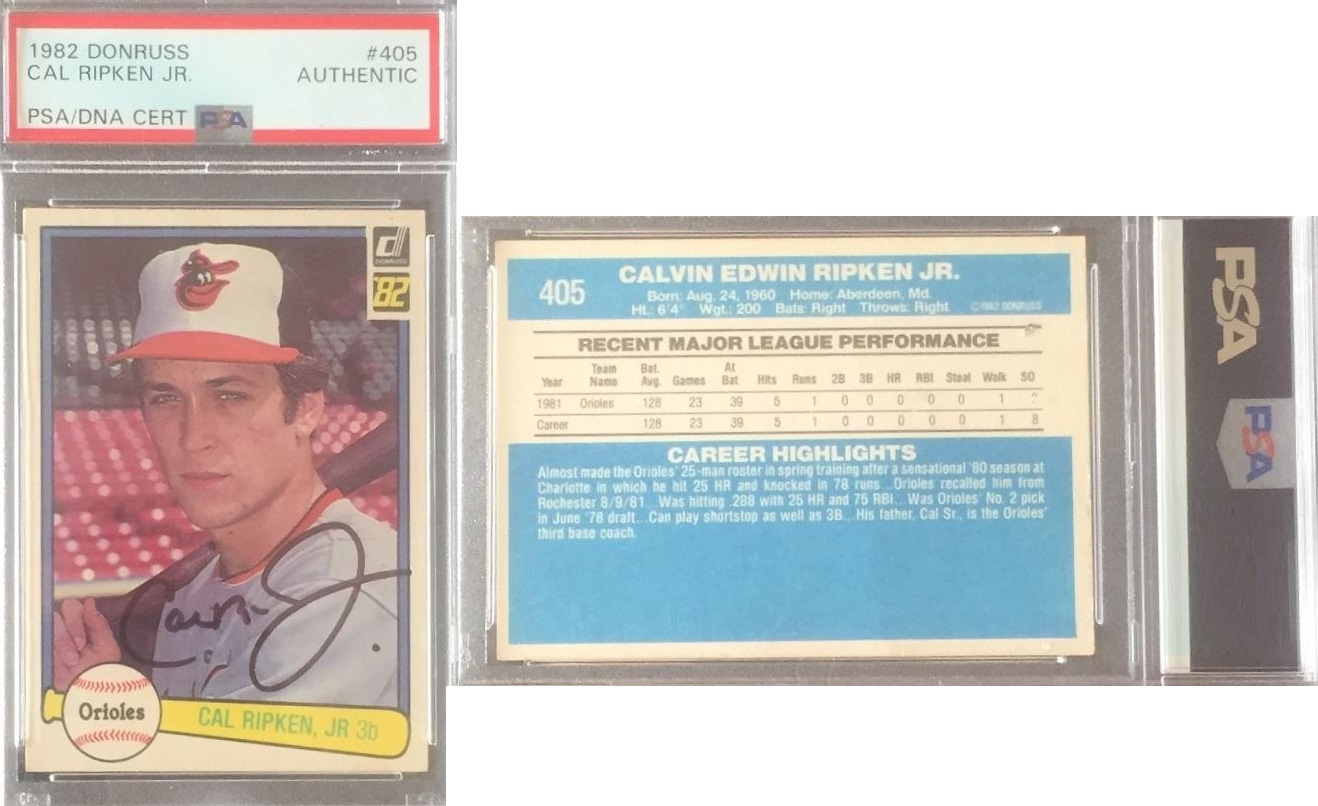 1982 DONRUSS #405
CAL RIPKEN JR. AUTHENTIC
PSA/DNA CERT PSA
d
DONRUSS
'82
Orioles
CAL RIPKEN, JR 3b
405 CALVIN EDWIN RIPKEN JR.
Born: Aug. 24, 1960 Home: Aberdeen, Md.
Ht.: 6'4" Wgt.: 200 Bats: Right Throws: Right ©1982 DONRUSS
RECENT MAJOR LEAGUE PERFORMANCE
Year Team Name Bat. Avg. Games At Bat Hits Runs 2B 3B HR RBI Steal Walk SO
1981 Orioles .128 23 39 5 1 0 0 0 0 0 1
Career .128 23 39 5 1 0 0 0 0 0 1 8
CAREER HIGHLIGHTS
Almost made the Orioles' 25-man roster in spring training after a sensational '80 season at
Charlotte in which he hit 25 HR and knocked in 78 runs...Orioles recalled him from
Rochester 8/9/81...Was hitting .288 with 25 HR and 75 RBI...Was Orioles' No. 2 pick
in June '78 draft...Can play shortstop as well as 3B...His father, Cal St., is the Orioles'
third base coach.
PSA
PSA